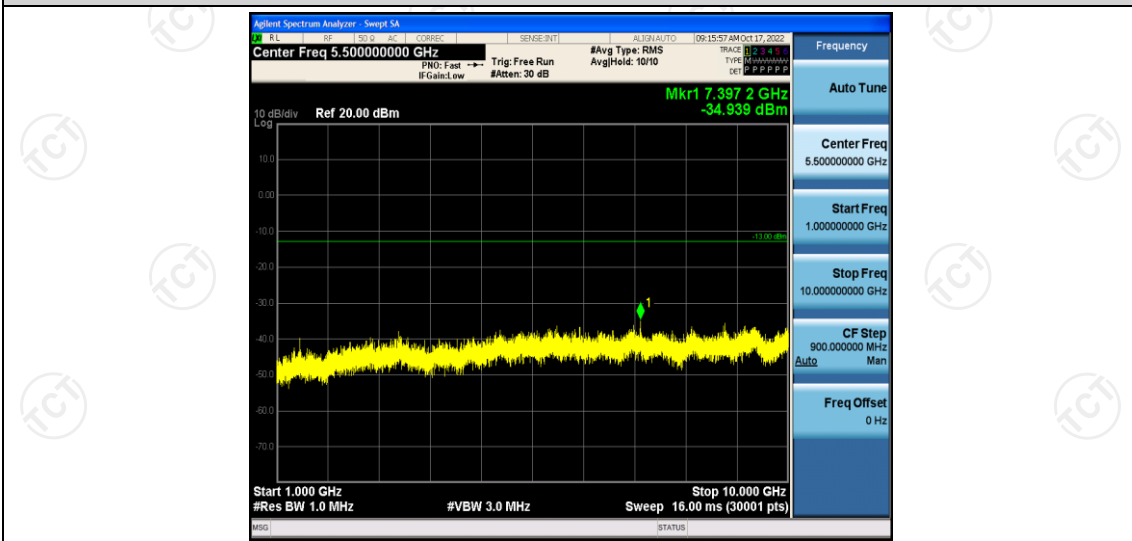 Agilent Spectrum Analyzer - Swept SA
RL RF 50 Ω AC CORREC SENSE:INT ALIGN AUTO 09:15:57 AM Oct 17, 2022
Center Freq 5.500000000 GHz
PNO: Fast
IFGain:Low
Trig: Free Run
#Atten: 30 dB
#Avg Type: RMS
Avg|Hold: 10/10
TRACE 1 2 3 4 5 6
TYPE M
DET P P P P P P
Frequency
Mkr1 7.397 2 GHz
-34.939 dBm
10 dB/div Ref 20.00 dBm
Log
10.0
0.00
-10.0
-13.00 dBm
-20.0
-30.0
1
-40.0
-50.0
-60.0
-70.0
Start 1.000 GHz Stop 10.000 GHz
#Res BW 1.0 MHz #VBW 3.0 MHz Sweep 16.00 ms (30001 pts)
MSG STATUS
Auto Tune
Center Freq
5.500000000 GHz
Start Freq
1.000000000 GHz
Stop Freq
10.000000000 GHz
CF Step
900.000000 MHz
Auto Man
Freq Offset
0 Hz
TCT
TCT
TCT
TCT
TCT
TCT